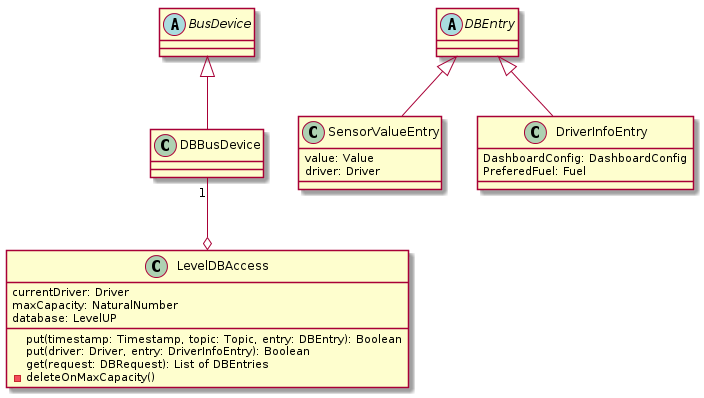 A BusDevice
A DBEntry
C DBBusDevice
C SensorValueEntry
value: Value
driver: Driver
C DriverInfoEntry
DashboardConfig: DashboardConfig
PreferedFuel: Fuel
1
C LevelDBAccess
currentDriver: Driver
maxCapacity: NaturalNumber
database: LevelUP
put(timestamp: Timestamp, topic: Topic, entry: DBEntry): Boolean
put(driver: Driver, entry: DriverInfoEntry): Boolean
get(request: DBRequest): List of DBEntries
deleteOnMaxCapacity()